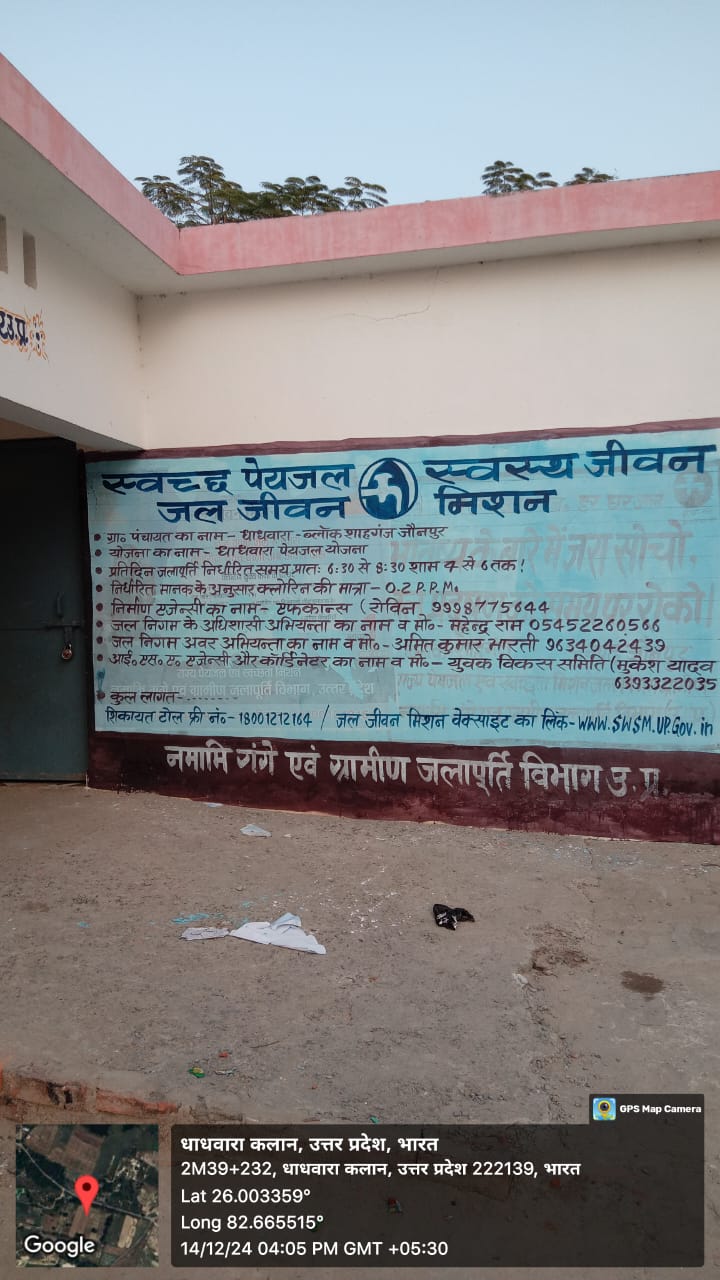 उ.प्र.
स्वच्छ पेयजल स्वस्थ जीवन
जल जीवन मिशन
• ग्रा० पंचायत का नाम - धाधवारा - ब्लॉक शाहगंज जौनपुर
• योजना का नाम - धाधवारा पेयजल योजना
• प्रतिदिन जलापूर्ति निर्धारित समय प्रातः 6:30 से 8:30 शाम 4 से 6 तक!
• निर्धारित मानक के अनुसार क्लोरिन की मात्रा - 0.2 P.P.M.
• निर्माण एजेन्सी का नाम - एफकान्स ( रोविन, 9998775644
• जल निगम के अधिशासी अभियन्ता का नाम व मो० - महेन्द्र राम 05452260566
• जल निगम अवर अभियन्ता का नाम व मो० - अमित कुमार भारती 9634042439
• आई० एस० ए० एजेन्सी और कॉर्डिनेटर का नाम व मो० - युवक विकास समिति (मुकेश यादव
6393322035
• कुल लागत- - - - - - - -
शिकायत टोल फ्री नं० - 18001212164 / जल जीवन मिशन वेक्साइट का लिंक - WWW.SWSM.UP.Gov.in
नमामि गंगे एवं ग्रामीण जलापूर्ति विभाग उ.प्र.
GPS Map Camera
धाधवारा कलान, उत्तर प्रदेश, भारत
2M39+232, धाधवारा कलान, उत्तर प्रदेश 222139, भारत
Lat 26.003359°
Long 82.665515°
14/12/24 04:05 PM GMT +05:30
Google